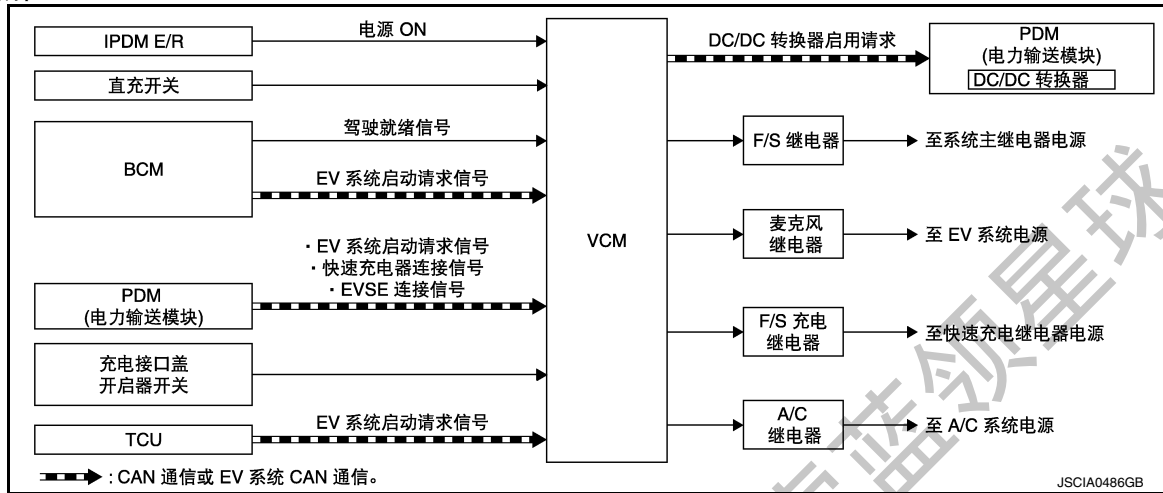 IPDM E/R
电源 ON
直充开关
BCM
驾驶就绪信号
EV 系统启动请求信号
・EV 系统启动请求信号
・快速充电器连接信号
・EVSE 连接信号
PDM
(电力输送模块)
充电接口盖
开启器开关
TCU
EV 系统启动请求信号
VCM
DC/DC 转换器启用请求
PDM
(电力输送模块)
DC/DC 转换器
F/S 继电器
至系统主继电器电源
麦克风
继电器
至 EV 系统电源
F/S 充电
继电器
至快速充电继电器电源
A/C
继电器
至 A/C 系统电源
: CAN 通信或 EV 系统 CAN 通信。
JSCIA0486GB
蓝领星球